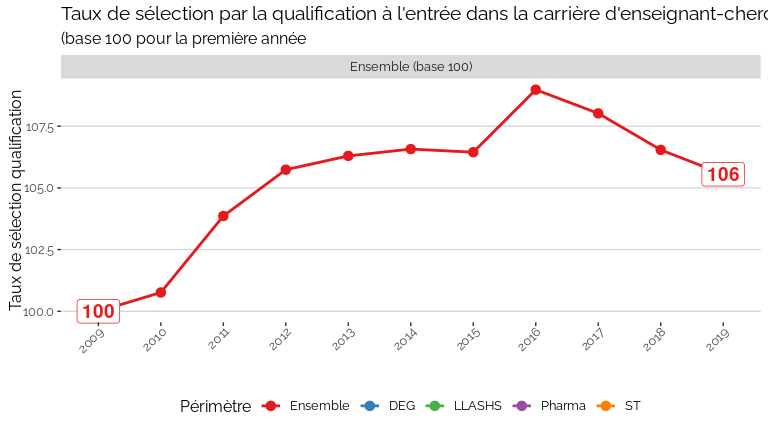 Taux de sélection par la qualification à l'entrée dans la carrière d'enseignant-cherc
(base 100 pour la première année
Ensemble (base 100)
Taux de sélection qualification
107.5
105.0
102.5
100.0
100
106
2009
2010
2011
2012
2013
2014
2015
2016
2017
2018
2019
Périmètre
Ensemble
DEG
LLASHS
Pharma
ST